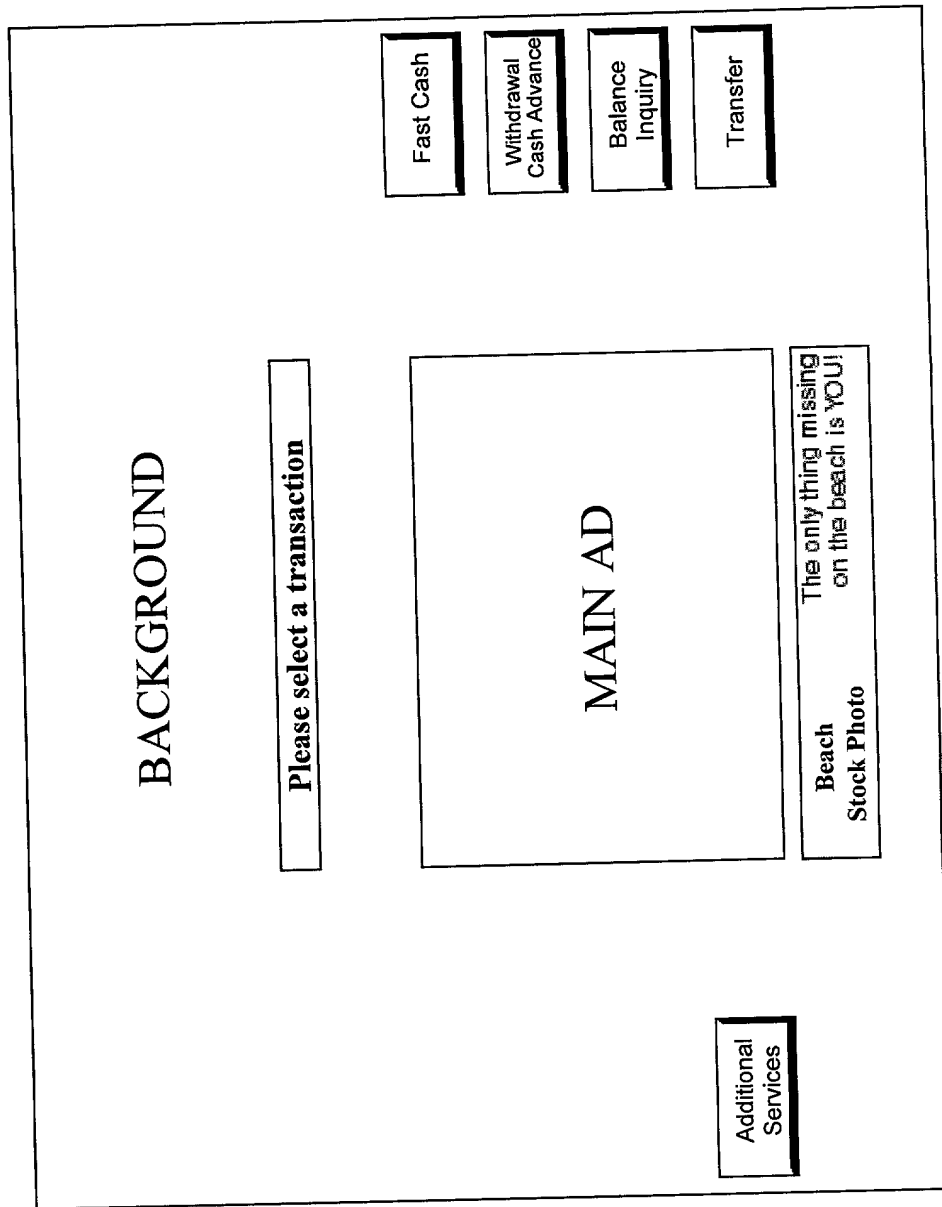 BACKGROUND
Please select a transaction
Fast Cash
Withdrawal
Cash Advance
Balance
Inquiry
MAIN AD
Transfer
Additional
Services
Beach
Stock Photo
The only thing missing
on the beach is YOU!